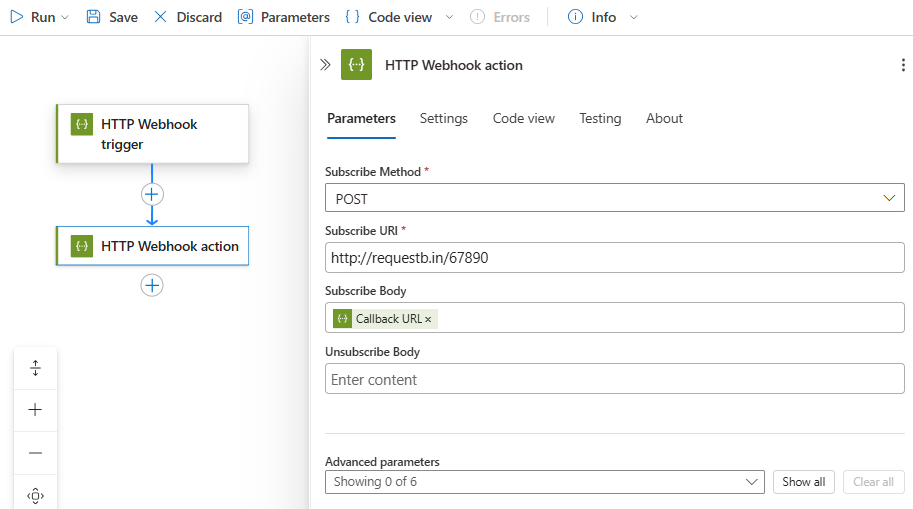 Run Save Discard Parameters Code view Errors Info
HTTP Webhook action
HTTP Webhook
trigger
HTTP Webhook action
Parameters Settings Code view Testing About
Subscribe Method *
POST
Subscribe URI *
http://requestb.in/67890
Subscribe Body
Callback URL ×
Unsubscribe Body
Enter content
Advanced parameters
Showing 0 of 6 Show all Clear all